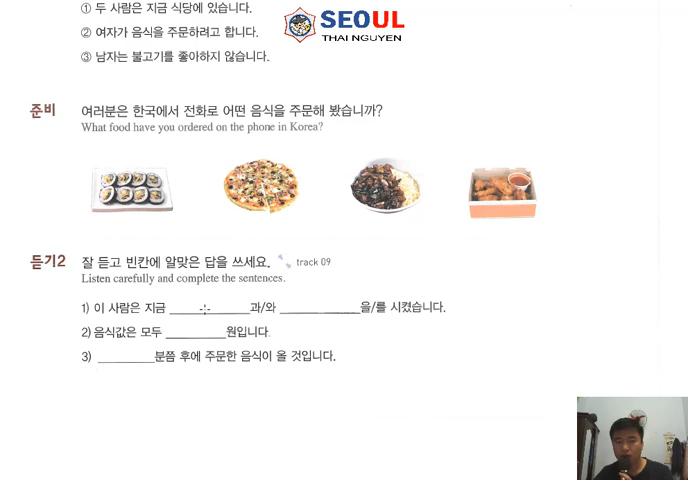 ① 두 사람은 지금 식당에 있습니다.
SEOUL
THAI NGUYEN
② 여자가 음식을 주문하려고 합니다.
③ 남자는 불고기를 좋아하지 않습니다.
준비 여러분은 한국에서 전화로 어떤 음식을 주문해 봤습니까?
What food have you ordered on the phone in Korea?
듣기2 잘 듣고 빈칸에 알맞은 답을 쓰세요. track 09
Listen carefully and complete the sentences.
1) 이 사람은 지금 ________ 과/와 ________ 을/를 시켰습니다.
2) 음식값은 모두 ________ 원입니다.
3) ________ 분쯤 후에 주문한 음식이 올 것입니다.